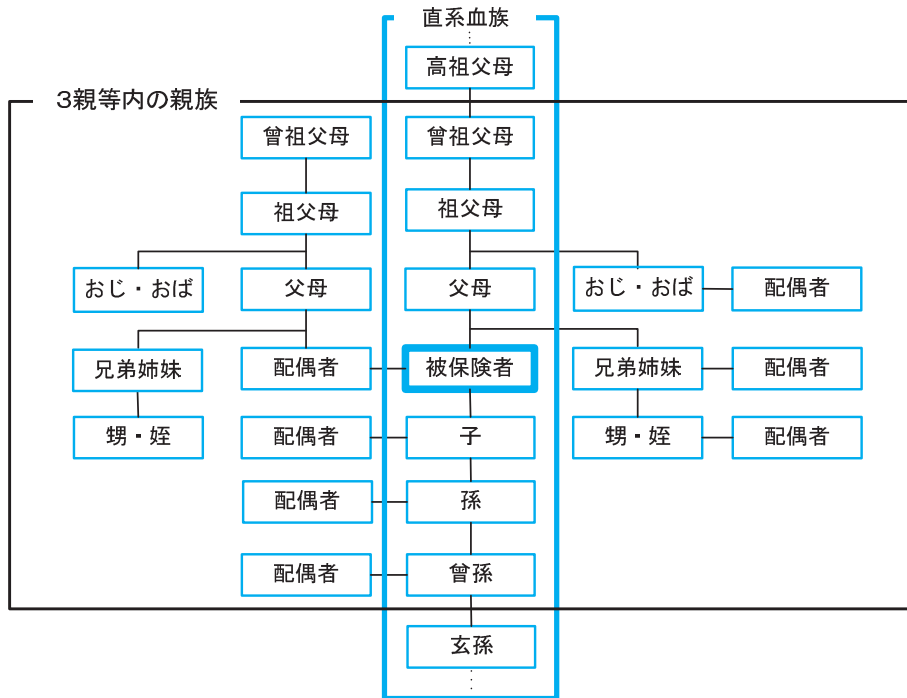 直系血族
高祖父母
3親等内の親族
曾祖父母
曾祖父母
祖父母
祖父母
おじ・おば
父母
父母
おじ・おば
配偶者
兄弟姉妹
配偶者
被保険者
兄弟姉妹
配偶者
甥・姪
配偶者
子
甥・姪
配偶者
配偶者
孫
配偶者
曾孫
玄孫